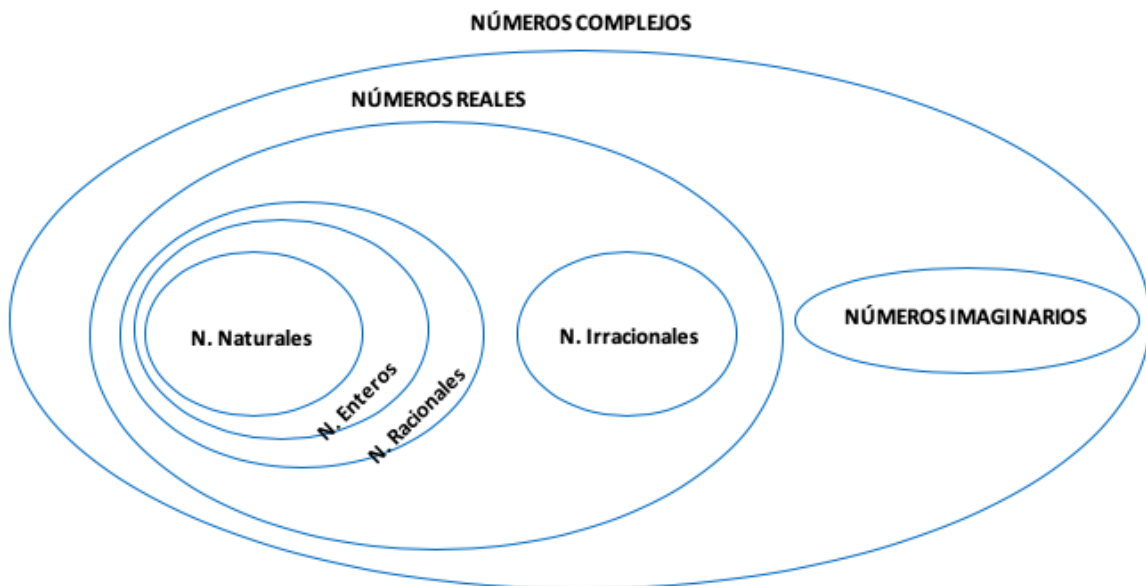 NÚMEROS COMPLEJOS
NÚMEROS REALES
N. Naturales
N. Enteros
N. Racionales
N. Irracionales
NÚMEROS IMAGINARIOS